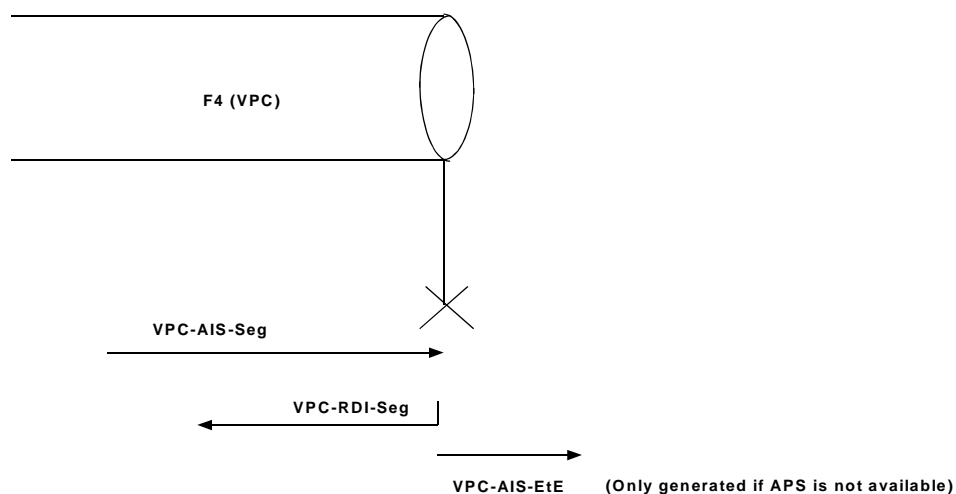 F4 (VPC)
VPC-AIS-Seg
VPC-RDI-Seg
VPC-AIS-EtE (Only generated if APS is not available)